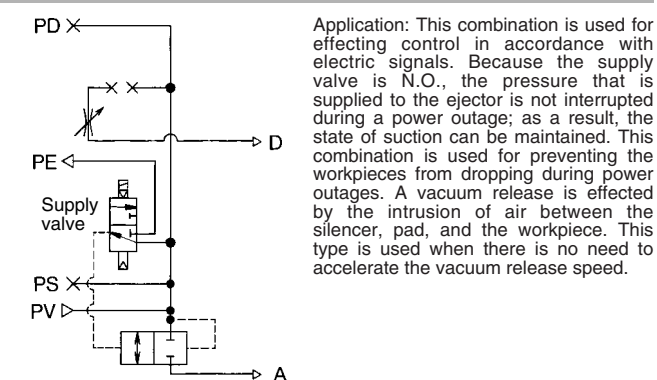 PD
D
PE
Supply
valve
PS
PV
A
Application: This combination is used for
effecting control in accordance with
electric signals. Because the supply
valve is N.O., the pressure that is
supplied to the ejector is not interrupted
during a power outage; as a result, the
state of suction can be maintained. This
combination is used for preventing the
workpieces from dropping during power
outages. A vacuum release is effected
by the intrusion of air between the
silencer, pad, and the workpiece. This
type is used when there is no need to
accelerate the vacuum release speed.